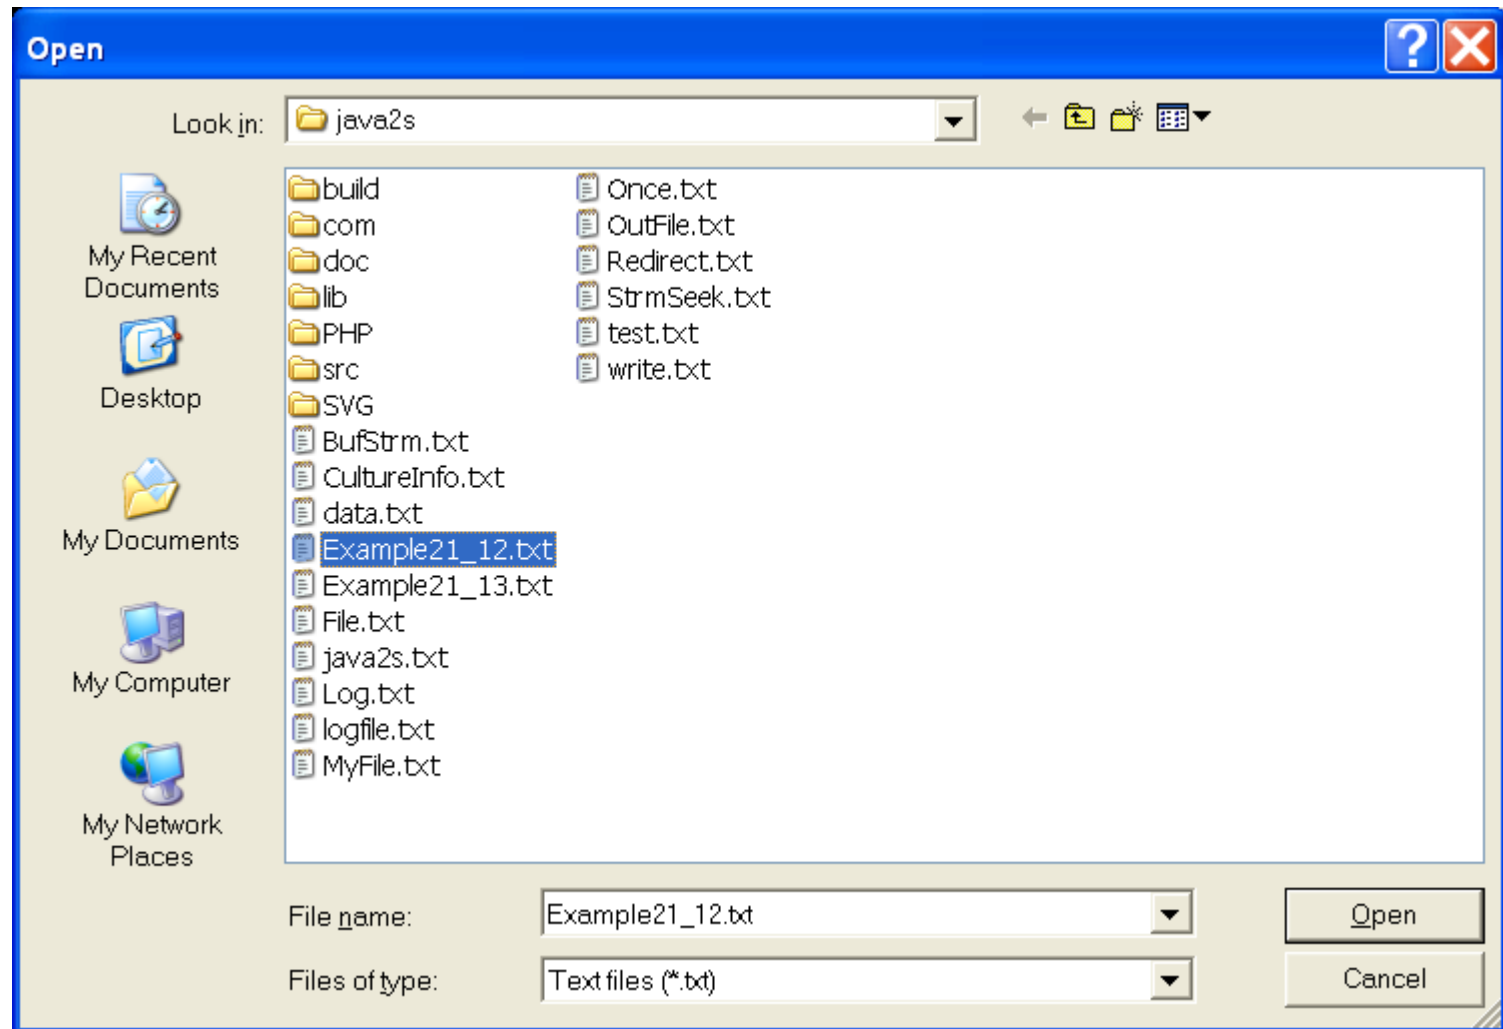 Open
Look in:
java2s
My Recent
Documents
Desktop
My Documents
My Computer
My Network
Places
build
com
doc
lib
PHP
src
SVG
BufStrm.txt
CultureInfo.txt
data.txt
Example21_12.txt
Example21_13.txt
File.txt
java2s.txt
Log.txt
logfile.txt
MyFile.txt
Once.txt
OutFile.txt
Redirect.txt
StrmSeek.txt
test.txt
write.txt
File name:
Example21_12.txt
Open
Files of type:
Text files (*.txt)
Cancel